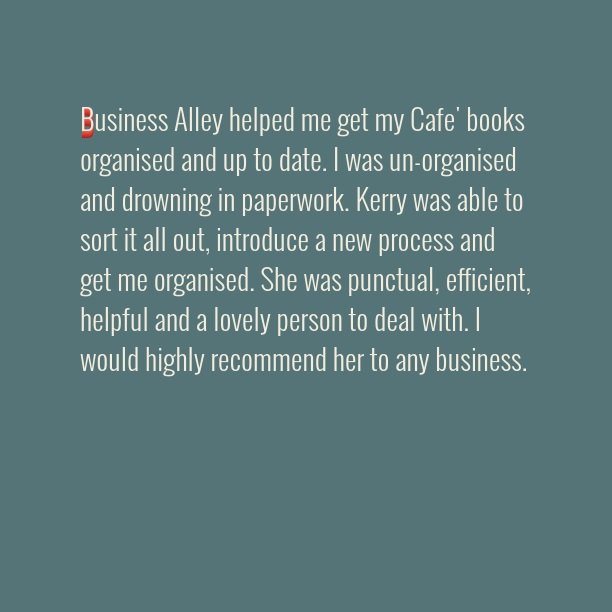 Business Alley helped me get my Cafe' books
organised and up to date. I was un-organised
and drowning in paperwork. Kerry was able to
sort it all out, introduce a new process and
get me organised. She was punctual, efficient,
helpful and a lovely person to deal with. I
would highly recommend her to any business.